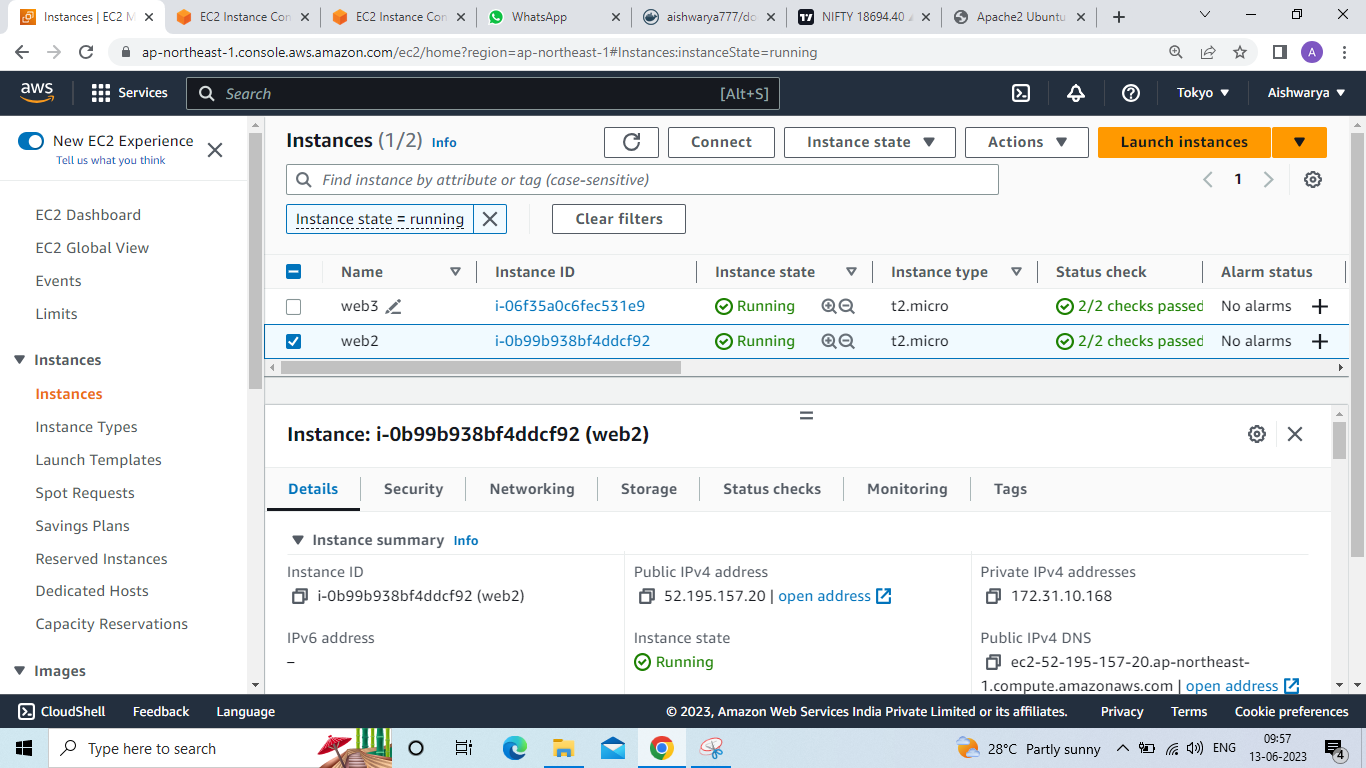 Instances | EC2 M
EC2 Instance Con
EC2 Instance Con
WhatsApp
aishwarya777/do
NIFTY 18694.40
Apache2 Ubuntu
ap-northeast-1.console.aws.amazon.com/ec2/home?region=ap-northeast-1#Instances:instanceState=running
A
aws
Services
Search
[Alt+S]
Tokyo
Aishwarya
New EC2 Experience
Tell us what you think
EC2 Dashboard
EC2 Global View
Events
Limits
Instances
Instances
Instance Types
Launch Templates
Spot Requests
Savings Plans
Reserved Instances
Dedicated Hosts
Capacity Reservations
Images
Instances (1/2) Info
Connect
Instance state
Actions
Launch instances
Find instance by attribute or tag (case-sensitive)
1
Instance state = running
Clear filters
Name Instance ID Instance state Instance type Status check Alarm status
web3 i-06f35a0c6fec531e9 Running t2.micro 2/2 checks passed No alarms +
web2 i-0b99b938bf4ddcf92 Running t2.micro 2/2 checks passed No alarms +
Instance: i-0b99b938bf4ddcf92 (web2)
Details Security Networking Storage Status checks Monitoring Tags
Instance summary Info
Instance ID
i-0b99b938bf4ddcf92 (web2)
Public IPv4 address
52.195.157.20 | open address
Private IPv4 addresses
172.31.10.168
IPv6 address
–
Instance state
Running
Public IPv4 DNS
ec2-52-195-157-20.ap-northeast-
1.compute.amazonaws.com | open address
CloudShell Feedback Language
© 2023, Amazon Web Services India Private Limited or its affiliates. Privacy Terms Cookie preferences
Type here to search
28°C Partly sunny
ENG
09:57
13-06-2023
4